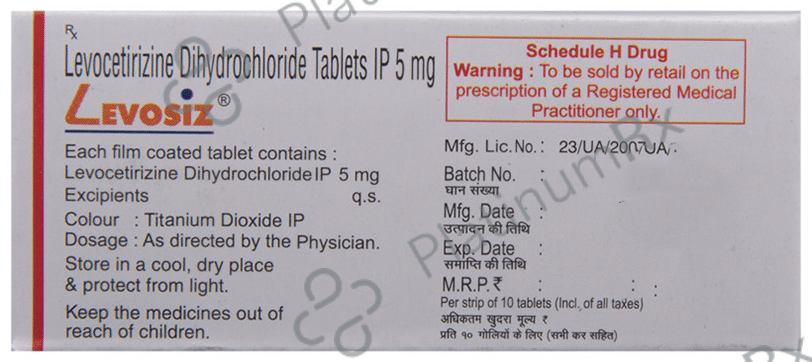 Rx
Levocetirizine Dihydrochloride Tablets IP 5 mg
LEVOSIZ®
Each film coated tablet contains :
Levocetirizine Dihydrochloride IP 5 mg
Excipients q.s.
Colour : Titanium Dioxide IP
Dosage : As directed by the Physician.
Store in a cool, dry place
& protect from light.
Keep the medicines out of
reach of children.
Schedule H Drug
Warning : To be sold by retail on the
prescription of a Registered Medical
Practitioner only.
Mfg. Lic. No. : 23/UA/2007
Batch No. :
घान संख्या
Mfg. Date :
उत्पादन की तिथि
Exp. Date :
समाप्ति की तिथि
M.R.P. ₹ : : :
Per strip of 10 tablets (Incl. of all taxes)
अधिकतम खुदरा मूल्य ₹
प्रति १० गोलियों के लिए (सभी कर सहित)
PlatinumRx